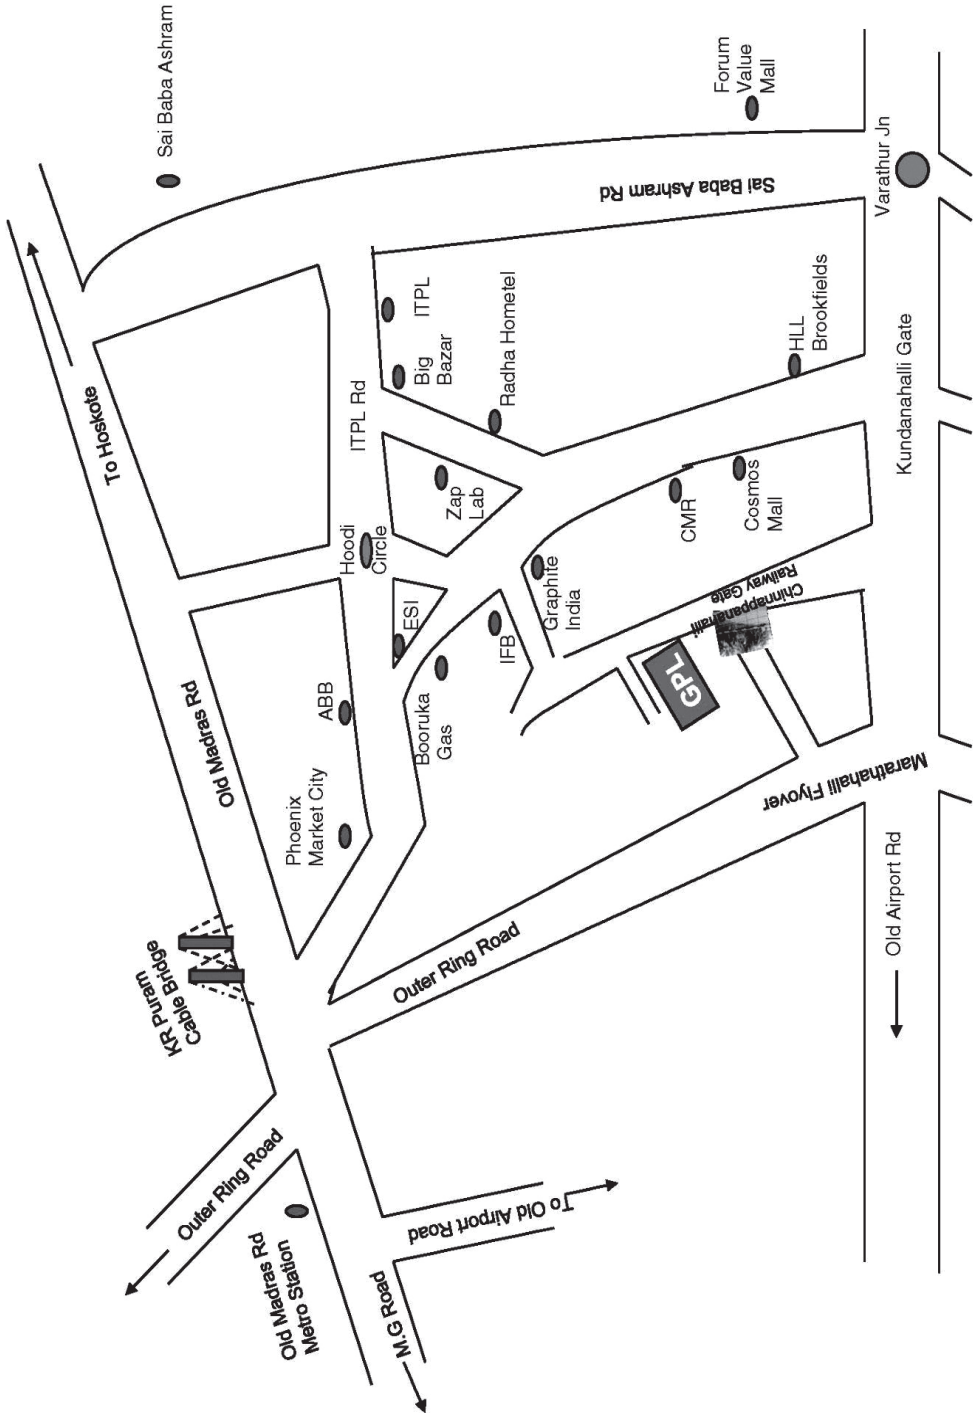 Sai Baba Ashram
Forum
Value
Mall
To Hoskote
Sai Baba Ashram Rd
Varathur Jn
ITPL
Big
Bazar
Radha Hometel
HLL
Brookfields
ITPL Rd
Kundanahalli Gate
Hoodi
Circle
Zap
Lab
CMR
Cosmos
Mall
Old Madras Rd
ESI
Graphite
India
IFB
Chinnappanahalli
Railway Gate
ABB
Booruka
Gas
GPL
Phoenix
Market City
Marathahalli Flyover
KR Puram
Cable Bridge
Outer Ring Road
Old Airport Rd
Outer Ring Road
Old Madras Rd
Metro Station
To Old Airport Road
M.G Road